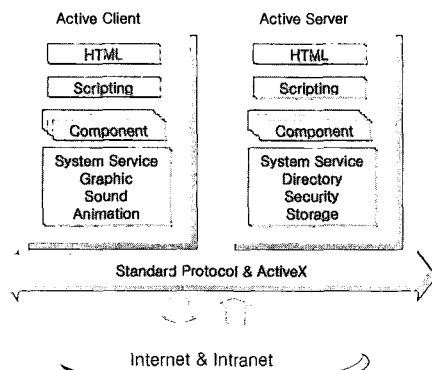 Active Client
HTML
Scripting
Component
System Service
Graphic
Sound
Animation
Active Server
HTML
Scripting
Component
System Service
Directory
Security
Storage
Standard Protocol & ActiveX
Internet & Intranet